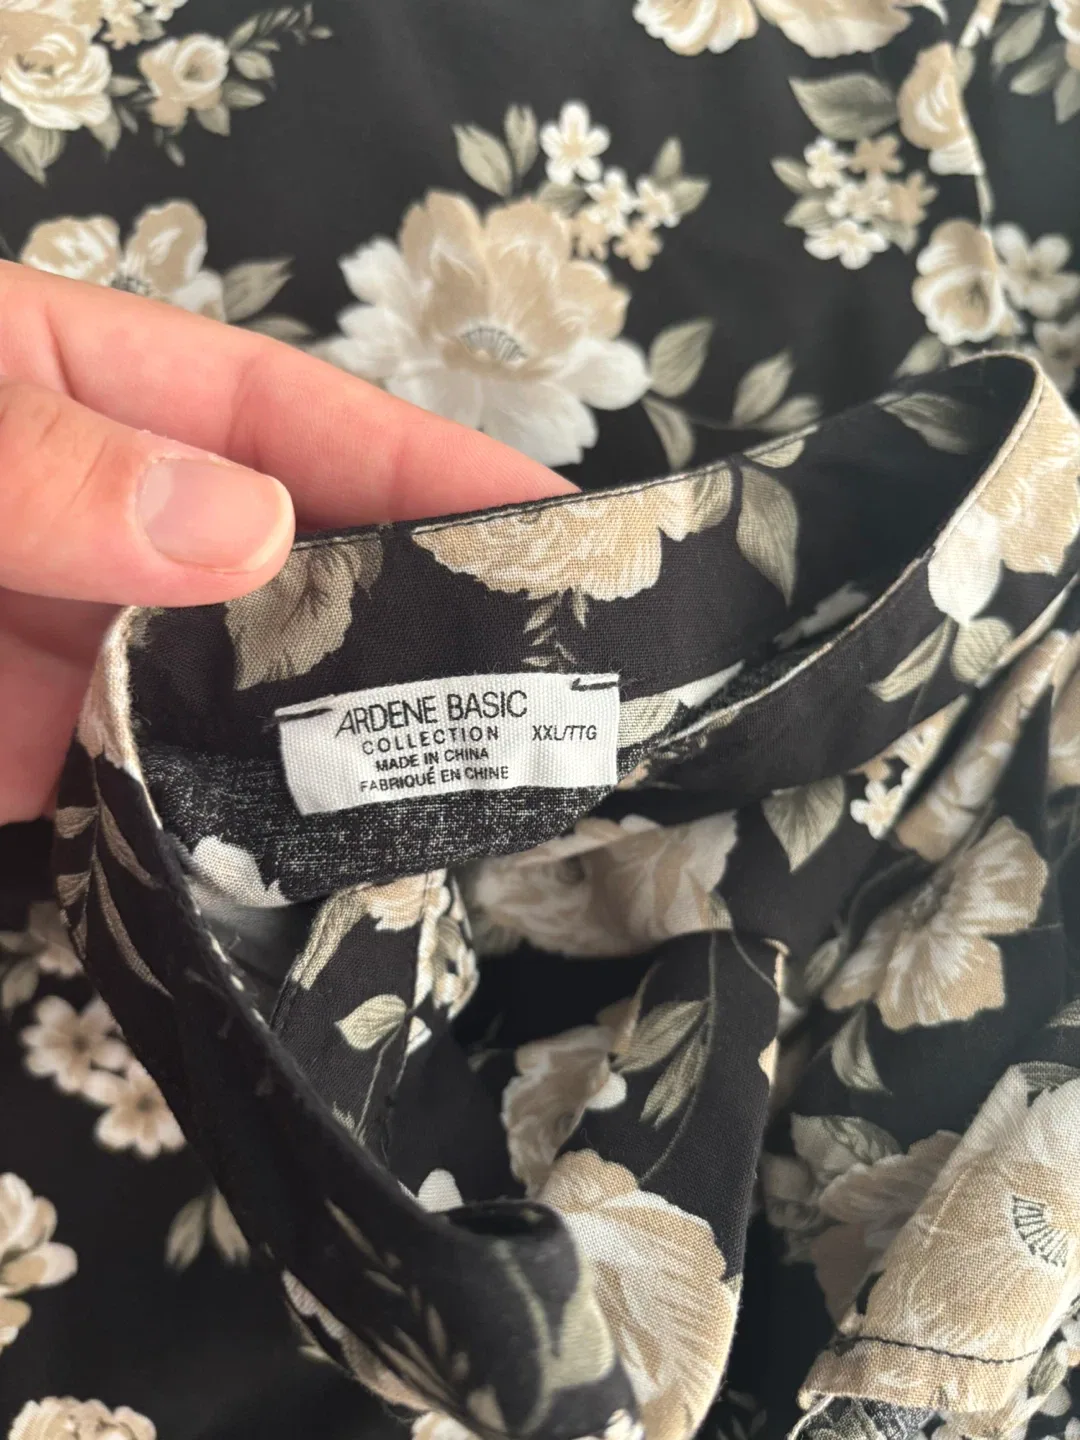 ARDENE BASIC
COLLECTION XXL/TTG
MADE IN CHINA
FABRIQUÉ EN CHINE